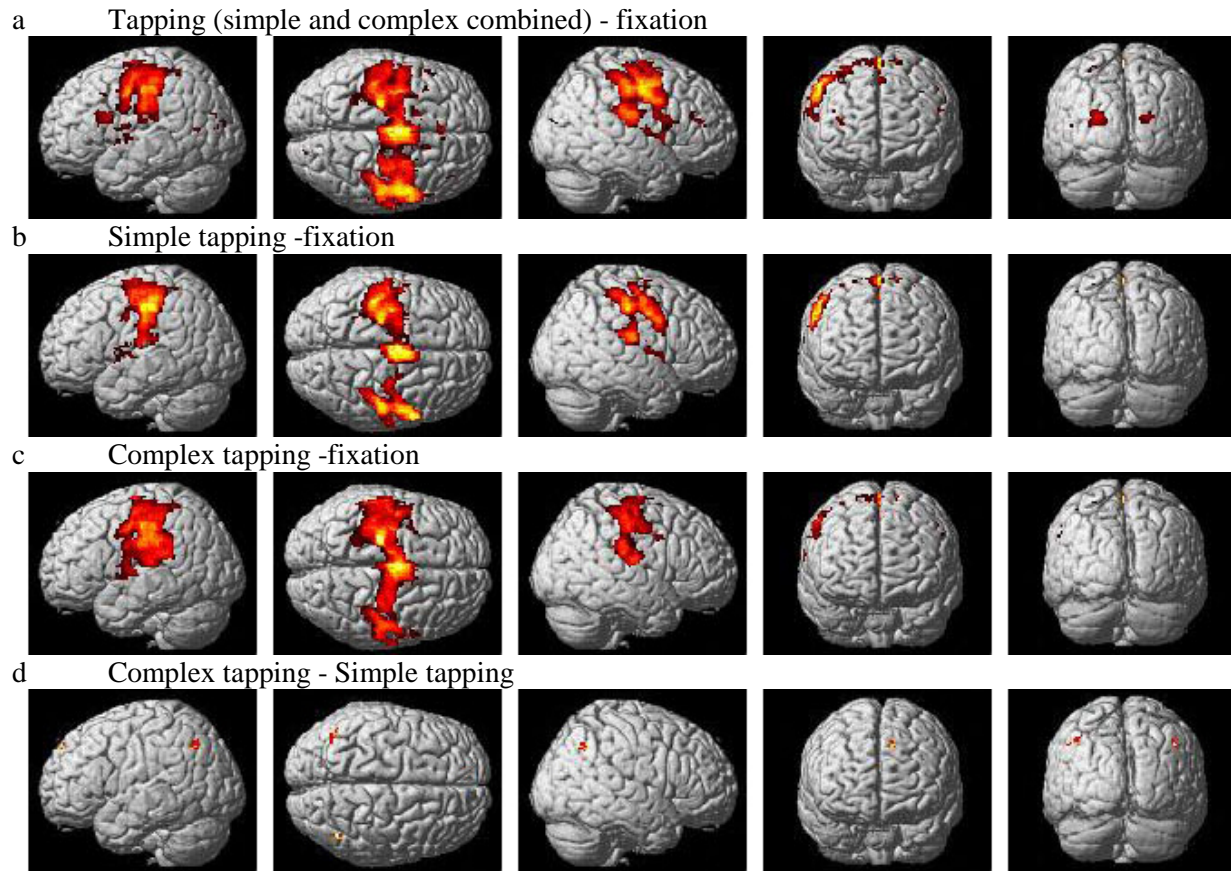 a Tapping (simple and complex combined) - fixation
b Simple tapping -fixation
c Complex tapping -fixation
d Complex tapping - Simple tapping